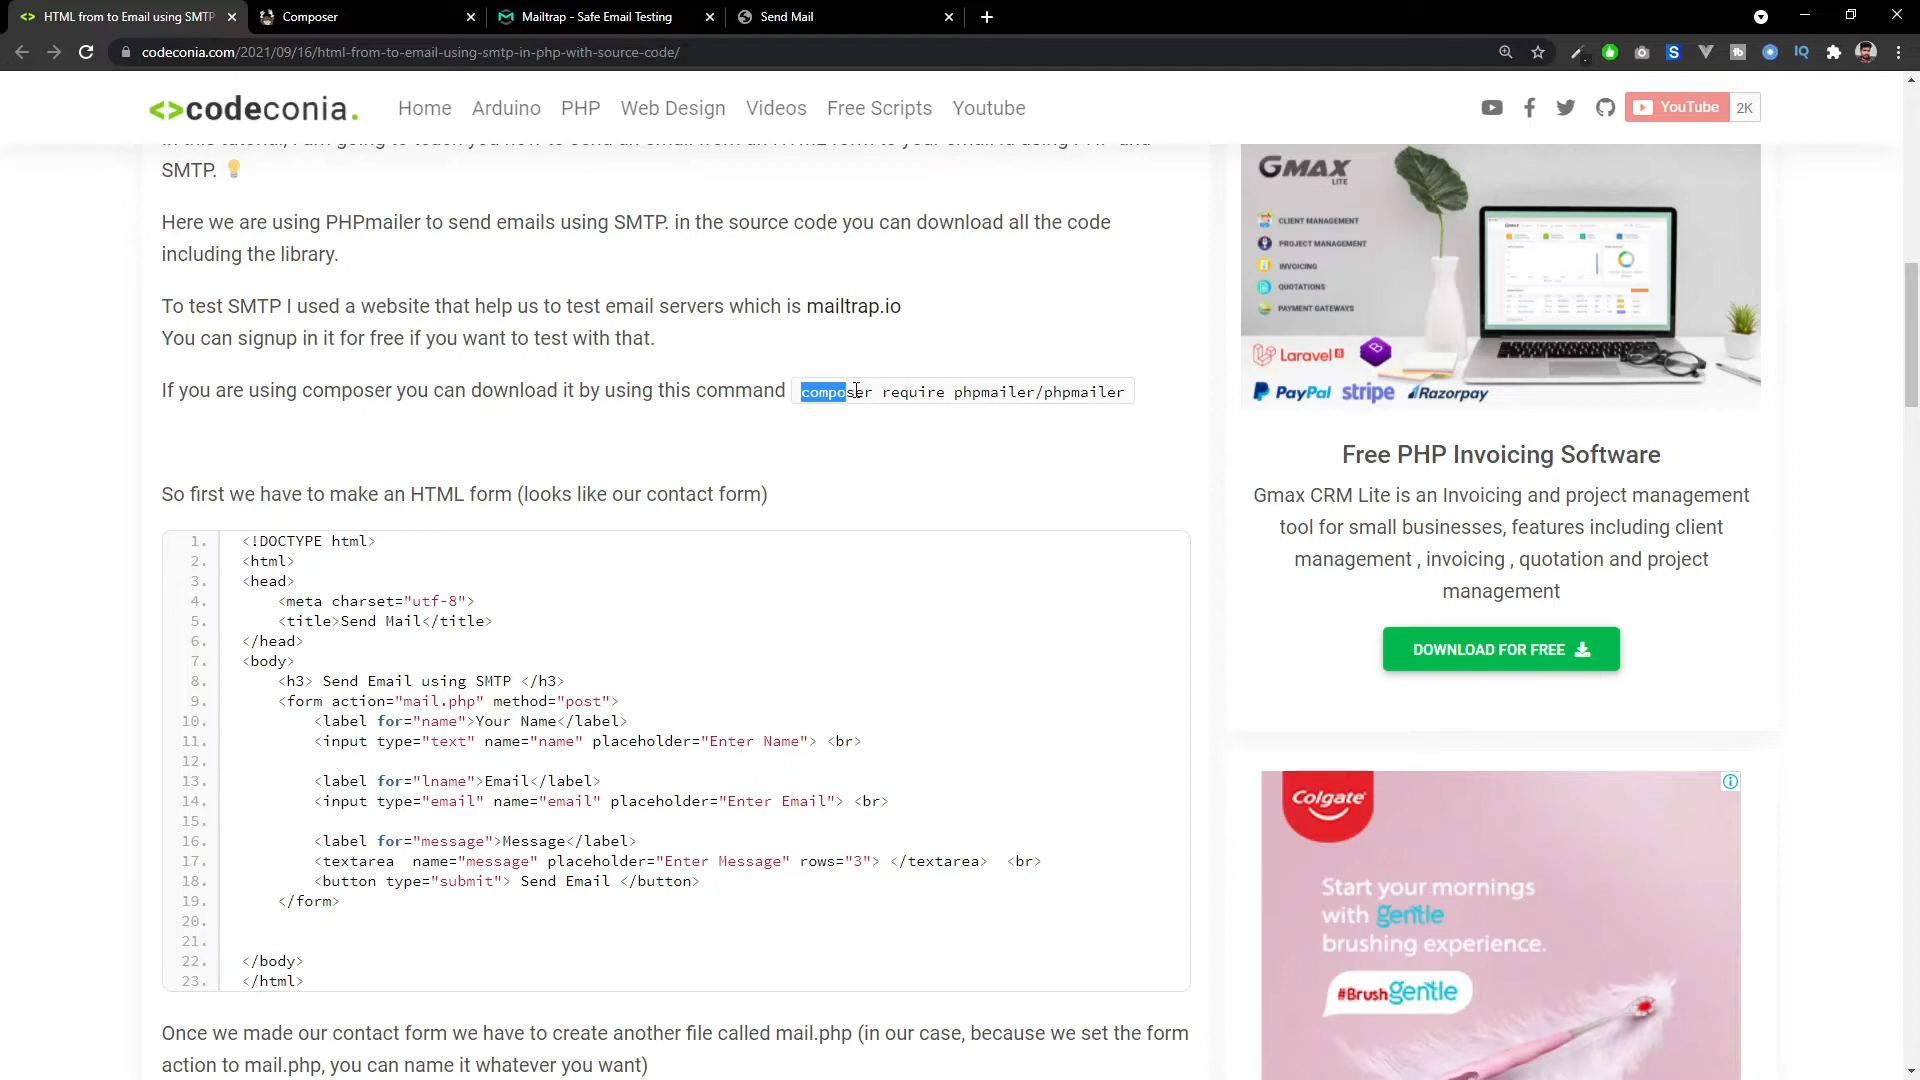 HTML from to Email using SMTP
Composer
Mailtrap - Safe Email Testing
Send Mail
codeconia.com/2021/09/16/html-from-to-email-using-smtp-in-php-with-source-code/
<>codeconia.
Home
Arduino
PHP
Web Design
Videos
Free Scripts
Youtube
YouTube
2K
SMTP.
Here we are using PHPmailer to send emails using SMTP. in the source code you can download all the code
including the library.
To test SMTP I used a website that help us to test email servers which is mailtrap.io
You can signup in it for free if you want to test with that.
If you are using composer you can download it by using this command composer require phpmailer/phpmailer
So first we have to make an HTML form (looks like our contact form)
1. <!DOCTYPE html>
2. <html>
3. <head>
4. <meta charset="utf-8">
5. <title>Send Mail</title>
6. </head>
7. <body>
8. <h3> Send Email using SMTP </h3>
9. <form action="mail.php" method="post">
10. <label for="name">Your Name</label>
11. <input type="text" name="name" placeholder="Enter Name"> <br>
12.
13. <label for="lname">Email</label>
14. <input type="email" name="email" placeholder="Enter Email"> <br>
15.
16. <label for="message">Message</label>
17. <textarea  name="message" placeholder="Enter Message" rows="3"> </textarea>  <br>
18. <button type="submit"> Send Email </button>
19. </form>
20.
21.
22. </body>
23. </html>
Once we made our contact form we have to create another file called mail.php (in our case, because we set the form
action to mail.php, you can name it whatever you want)
GMAX
LITE
CLIENT MANAGEMENT
PROJECT MANAGEMENT
INVOICING
QUOTATIONS
PAYMENT GATEWAYS
Laravel 8
PayPal
stripe
Razorpay
Free PHP Invoicing Software
Gmax CRM Lite is an Invoicing and project management
tool for small businesses, features including client
management , invoicing , quotation and project
management
DOWNLOAD FOR FREE
Colgate
Start your mornings
with gentle
brushing experience.
#Brushgentle